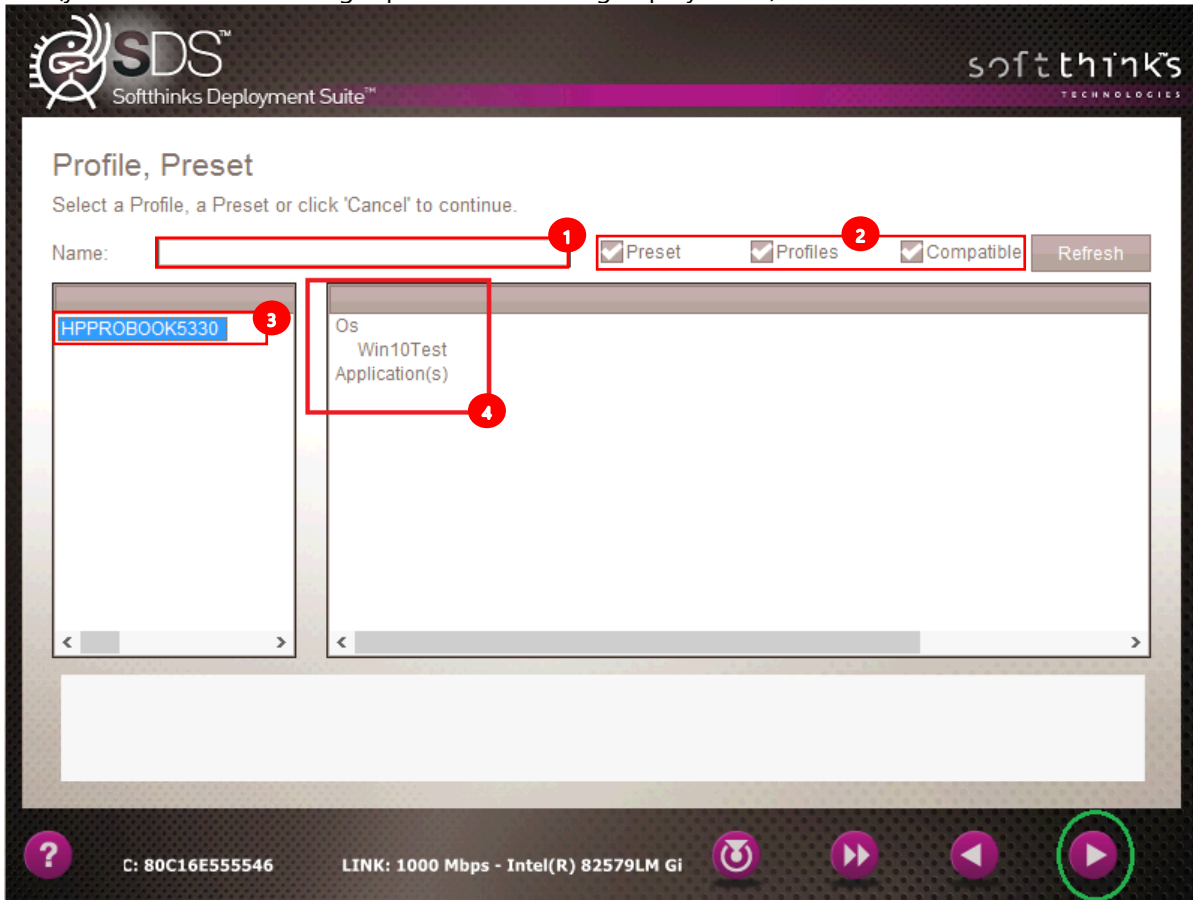 SDS™
Softthinks Deployment Suite™
softthinks
TECHNOLOGIES
Profile, Preset
Select a Profile, a Preset or click 'Cancel' to continue.
Name: 1 Preset Profiles 2 Compatible Refresh
HPPROBOOK5330 3
Os
Win10Test
Application(s)
4
? C: 80C16E555546 LINK: 1000 Mbps - Intel(R) 82579LM Gi